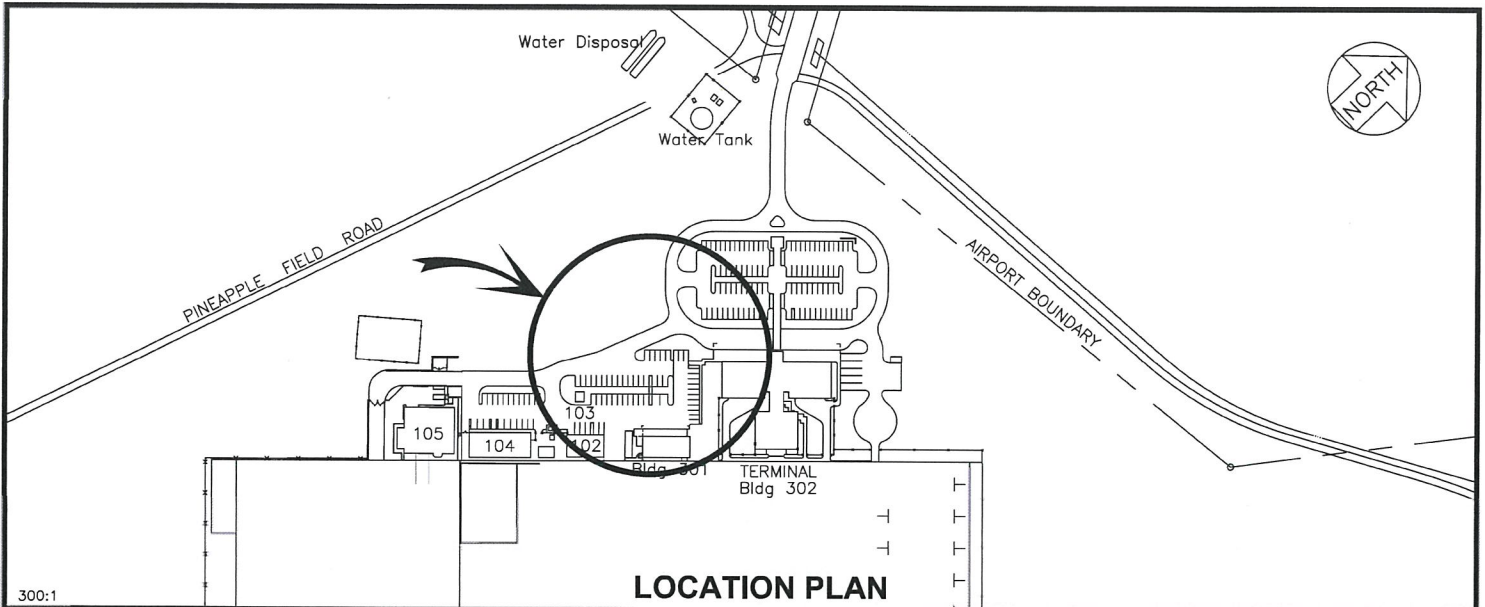 Water Disposal
NORTH
Water Tank
PINEAPPLE FIELD ROAD
AIRPORT BOUNDARY
103
105
104
102
Bldg 301
TERMINAL
Bldg 302
LOCATION PLAN
300:1